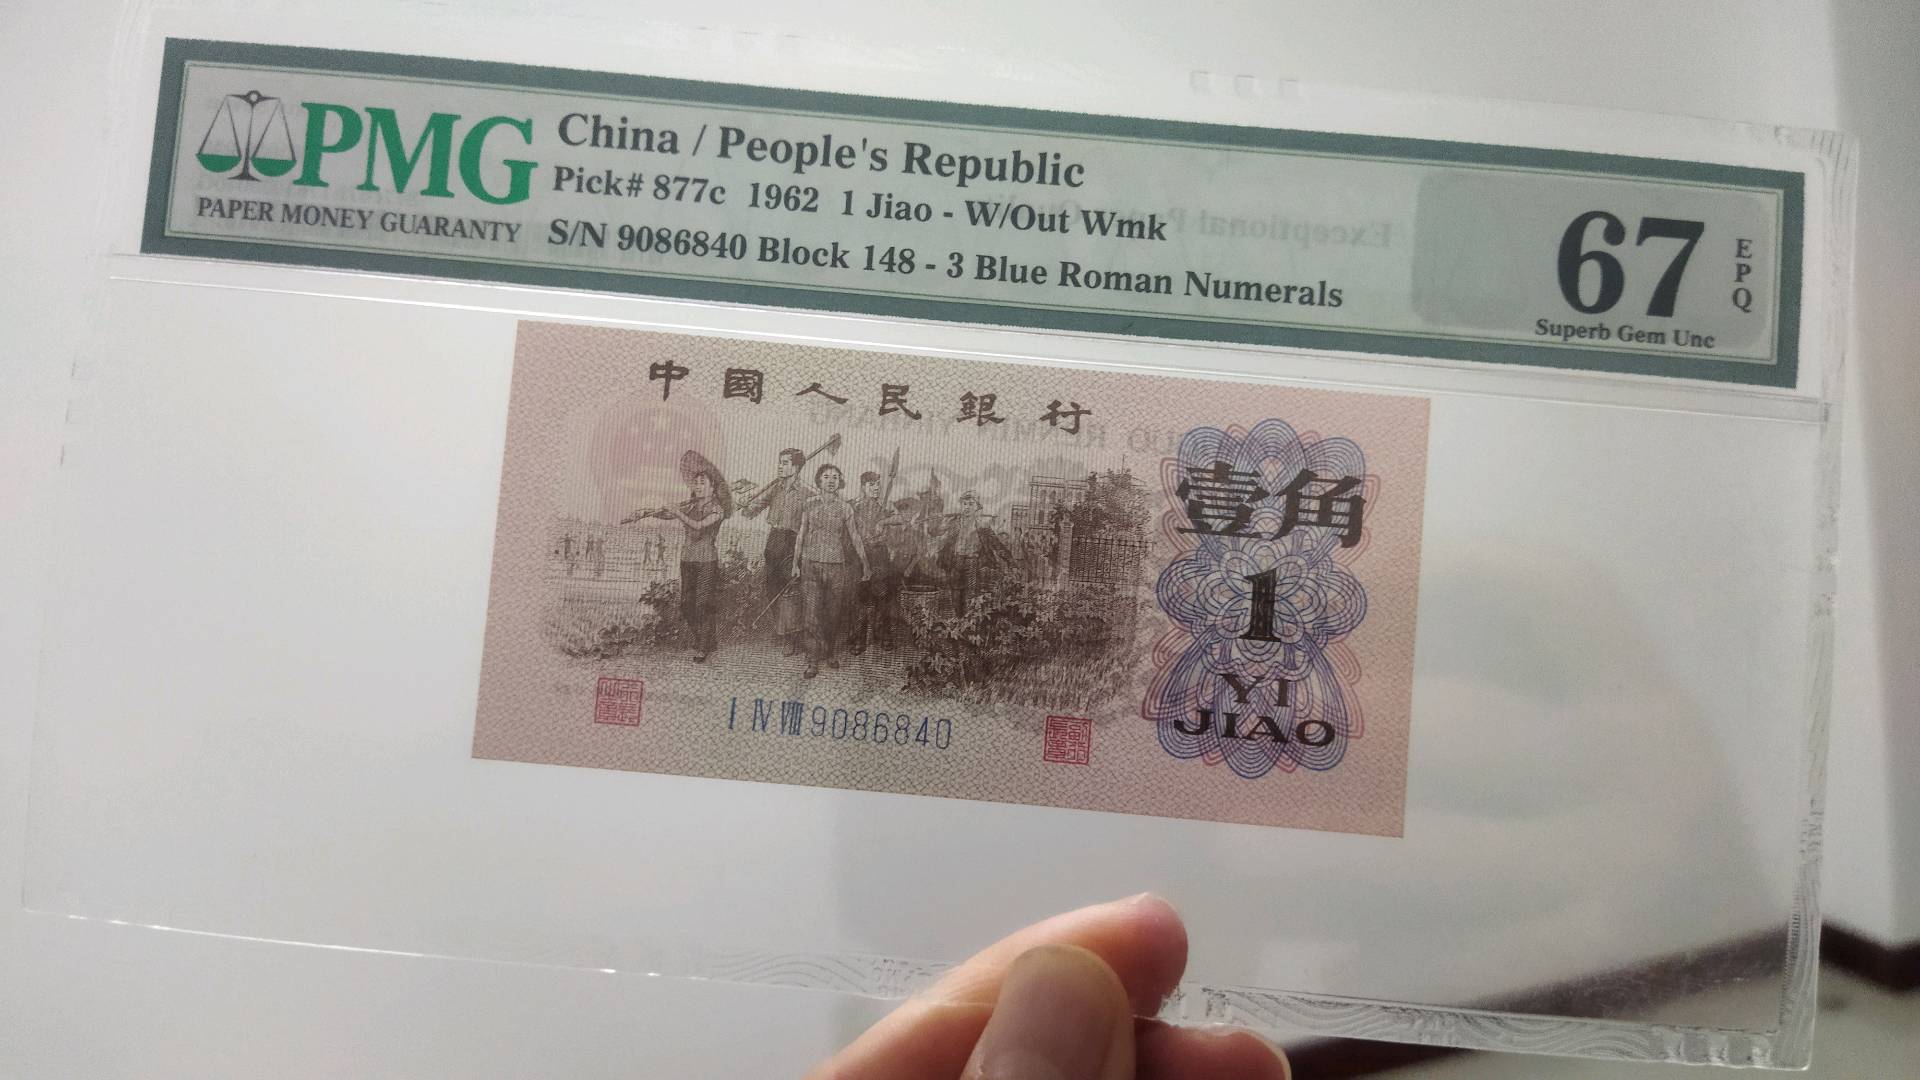 PMG
PAPER MONEY GUARANTY
China / People's Republic
Pick# 877c 1962 1 Jiao - W/Out Wmk
S/N 9086840 Block 148 - 3 Blue Roman Numerals
67
EPQ
Superb Gem Unc
中國人民銀行
壹角
1
YI
JIAO
Ⅰ Ⅳ Ⅷ 9086840